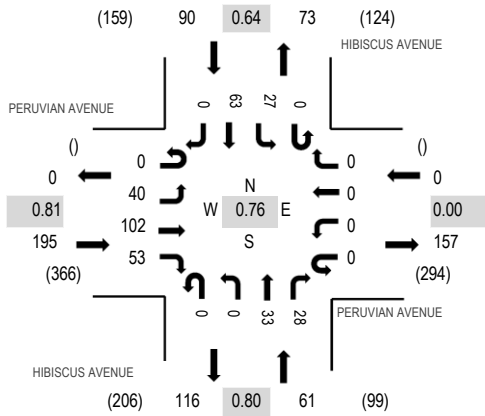 (159) 90 0.64 73 (124)
HIBISCUS AVENUE
0 63 27 0
PERUVIAN AVENUE
() ()
0 0
0 0
40 N 0
0.81 W 0.76 E 0.00
102 0
195 S 157
53 0
(366) (294)
0 0 33 28
PERUVIAN AVENUE
HIBISCUS AVENUE
(206) 116 0.80 61 (99)